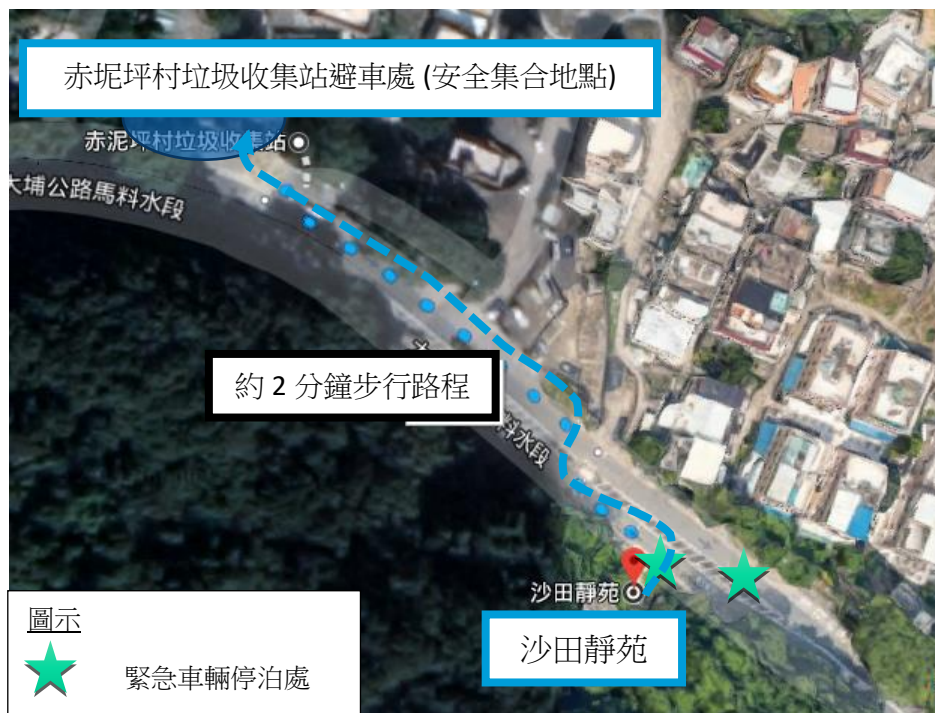 赤坭坪村垃圾收集站避車處 (安全集合地點)
赤泥坪村垃圾收集站
大埔公路馬料水段
約 2 分鐘步行路程
料水段
沙田靜苑
沙田靜苑
圖示
緊急車輛停泊處